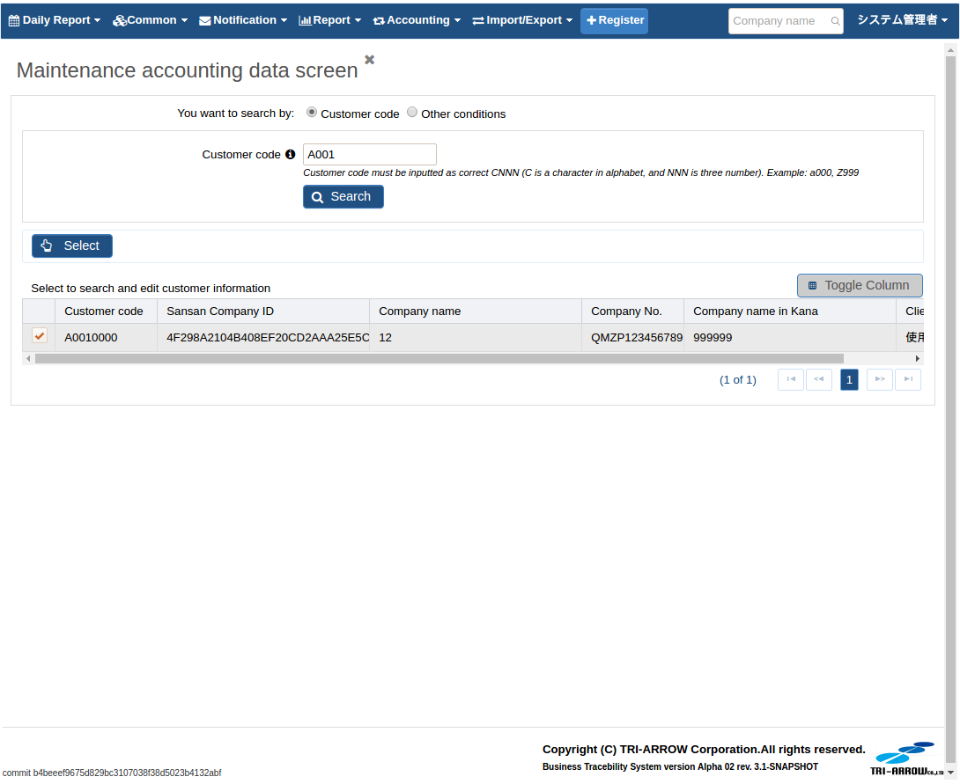 Daily Report Common Notification Report Accounting Import/Export Register Company name システム管理者
Maintenance accounting data screen
You want to search by: Customer code Other conditions
Customer code A001
Customer code must be inputted as correct CNNN (C is a character in alphabet, and NNN is three number). Example: a000, Z999
Search
Select
Select to search and edit customer information Toggle Column
Customer code Sansan Company ID Company name Company No. Company name in Kana Clie
A0010000 4F298A2104B408EF20CD2AAA25E5C 12 QMZP123456789 999999 使用
(1 of 1) 1
Copyright (C) TRI-ARROW Corporation.All rights reserved.
Business Tracebility System version Alpha 02 rev. 3.1-SNAPSHOT
TRI-ARROW
commit b4beeef9675d829bc3107038f38d5023b4132abf